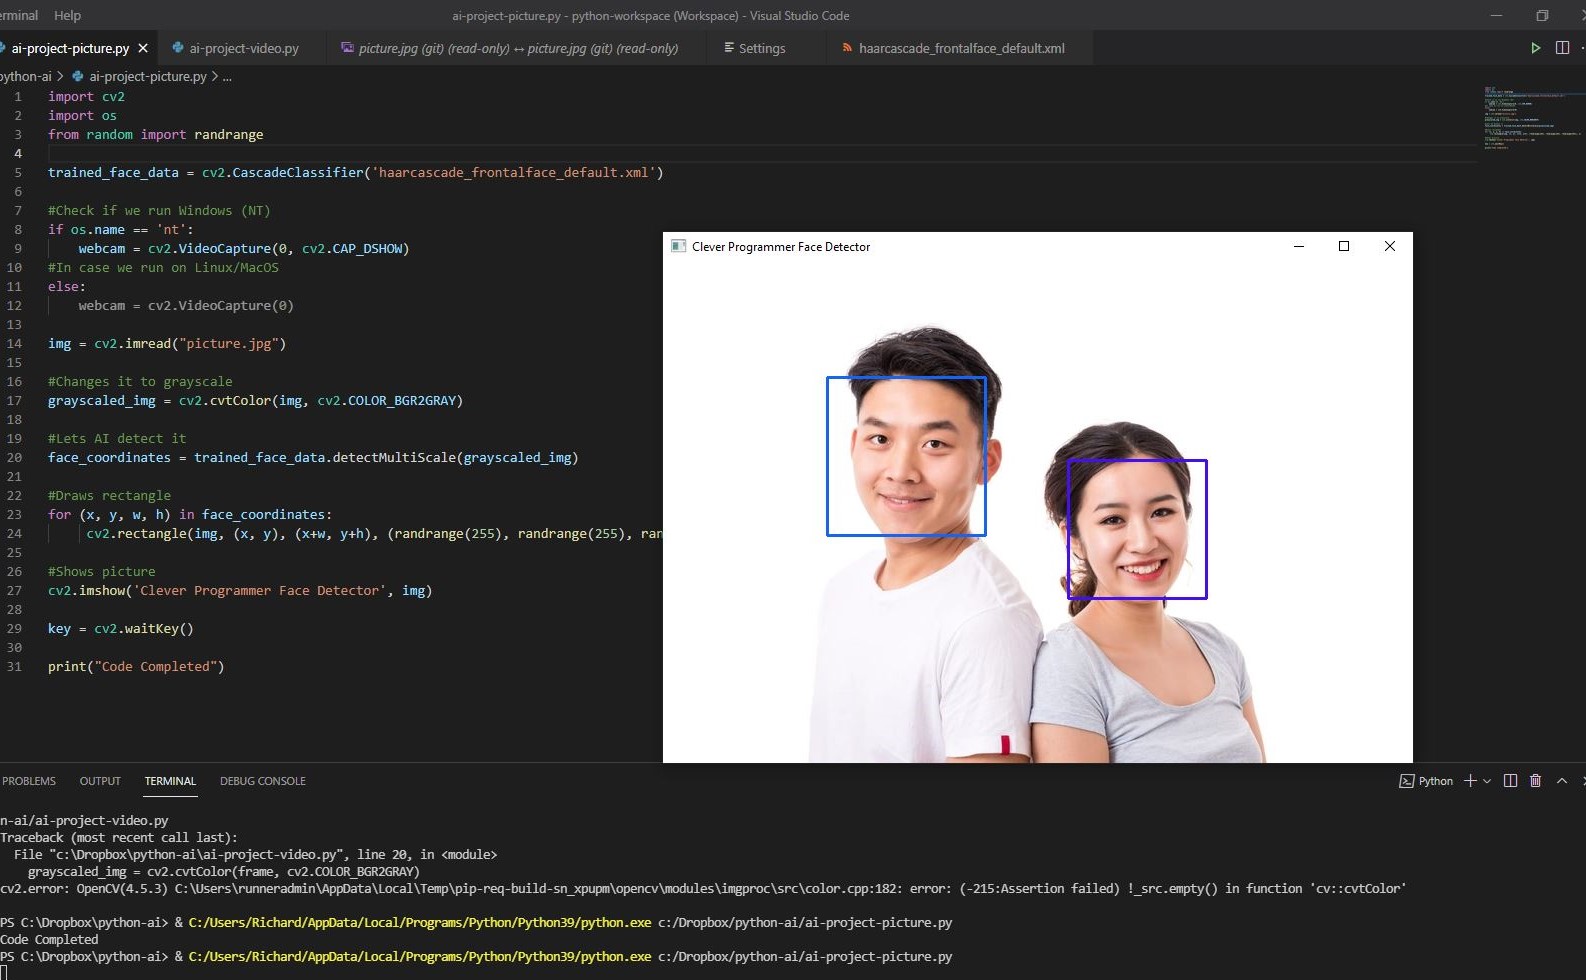 erminal Help
ai-project-picture.py - python-workspace (Workspace) - Visual Studio Code
ai-project-picture.py
ai-project-video.py
picture.jpg (git) (read-only) ↔ picture.jpg (git) (read-only)
Settings
haarcascade_frontalface_default.xml
python-ai > ai-project-picture.py > ...
1 import cv2
2 import os
3 from random import randrange
4
5 trained_face_data = cv2.CascadeClassifier('haarcascade_frontalface_default.xml')
6
7 #Check if we run Windows (NT)
8 if os.name == 'nt':
9 webcam = cv2.VideoCapture(0, cv2.CAP_DSHOW)
10 #In case we run on Linux/MacOS
11 else:
12 webcam = cv2.VideoCapture(0)
13
14 img = cv2.imread("picture.jpg")
15
16 #Changes it to grayscale
17 grayscaled_img = cv2.cvtColor(img, cv2.COLOR_BGR2GRAY)
18
19 #Lets AI detect it
20 face_coordinates = trained_face_data.detectMultiScale(grayscaled_img)
21
22 #Draws rectangle
23 for (x, y, w, h) in face_coordinates:
24 cv2.rectangle(img, (x, y), (x+w, y+h), (randrange(255), randrange(255), ran
25
26 #Shows picture
27 cv2.imshow('Clever Programmer Face Detector', img)
28
29 key = cv2.waitKey()
30
31 print("Code Completed")
Clever Programmer Face Detector
PROBLEMS OUTPUT TERMINAL DEBUG CONSOLE
Python
n-ai/ai-project-video.py
Traceback (most recent call last):
File "c:\Dropbox\python-ai\ai-project-video.py", line 20, in <module>
grayscaled_img = cv2.cvtColor(frame, cv2.COLOR_BGR2GRAY)
cv2.error: OpenCV(4.5.3) C:\Users\runneradmin\AppData\Local\Temp\pip-req-build-sn_xpupm\opencv\modules\imgproc\src\color.cpp:182: error: (-215:Assertion failed) !_src.empty() in function 'cv::cvtColor'
PS C:\Dropbox\python-ai> & C:/Users/Richard/AppData/Local/Programs/Python/Python39/python.exe c:/Dropbox/python-ai/ai-project-picture.py
Code Completed
PS C:\Dropbox\python-ai> & C:/Users/Richard/AppData/Local/Programs/Python/Python39/python.exe c:/Dropbox/python-ai/ai-project-picture.py